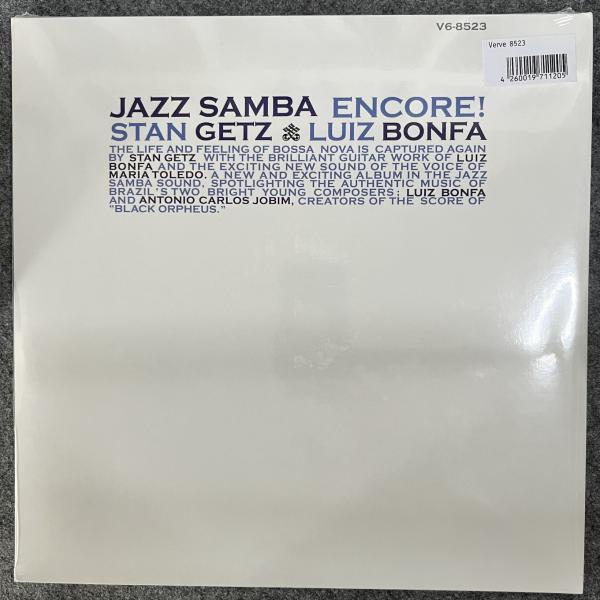 V6-8523
Verve 8523
4 260019 711205
JAZZ SAMBA ENCORE!
STAN GETZ & LUIZ BONFA
THE LIFE AND FEELING OF BOSSA NOVA IS CAPTURED AGAIN
BY STAN GETZ WITH THE BRILLIANT GUITAR WORK OF LUIZ
BONFA AND THE EXCITING NEW SOUND OF THE VOICE OF
MARIA TOLEDO. A NEW AND EXCITING ALBUM IN THE JAZZ
SAMBA SOUND, SPOTLIGHTING THE AUTHENTIC MUSIC OF
BRAZIL'S TWO BRIGHT YOUNG COMPOSERS; LUIZ BONFA
AND ANTONIO CARLOS JOBIM, CREATORS OF THE SCORE OF
"BLACK ORPHEUS."